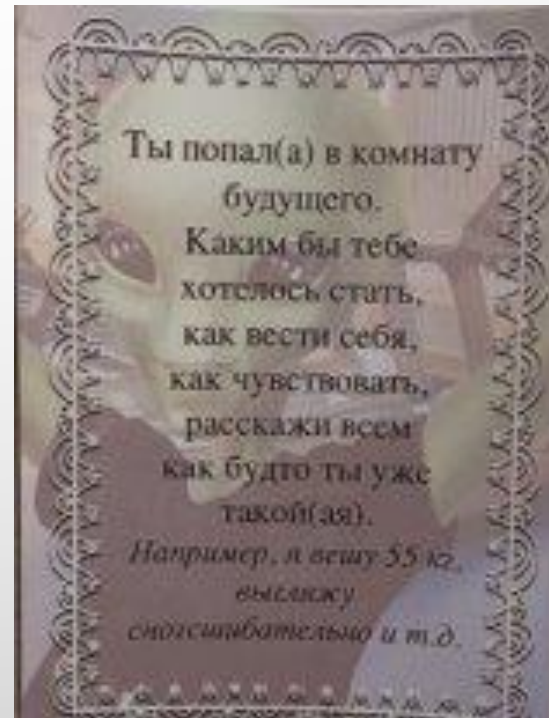 Ты попал(а) в комнату
будущего.
Каким бы тебе
хотелось стать,
как вести себя,
как чувствовать,
расскажи всем
как будто ты уже
такой(ая).
Например, я вешу 55 кг,
выгляжу
сногсшибательно и т.д.